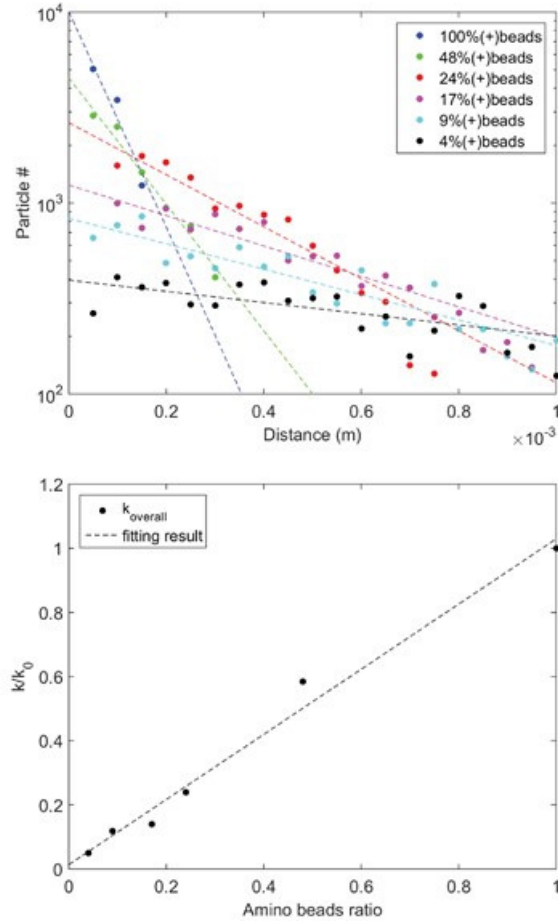 10^4
10^3
10^2
Particle #
100%(+)beads
48%(+)beads
24%(+)beads
17%(+)beads
9%(+)beads
4%(+)beads
0 0.2 0.4 0.6 0.8 1
Distance (m)
×10^-3
1.2
1
0.8
0.6
0.4
0.2
0
k/k_0
k_overall
fitting result
0 0.2 0.4 0.6 0.8 1
Amino beads ratio